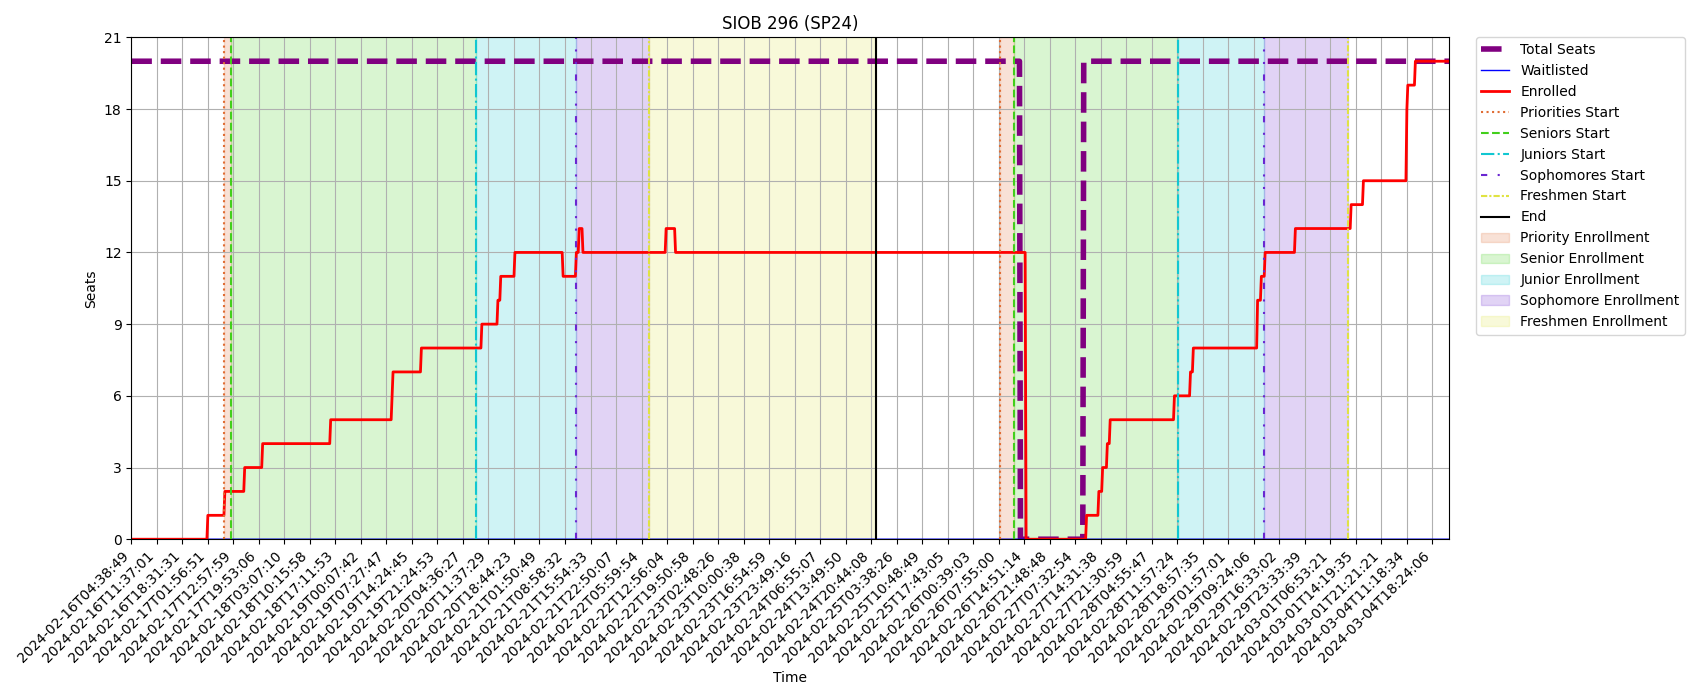 SIOB 296 (SP24)
Seats
21
18
15
12
9
6
3
0
2024-02-16T04:38:49
2024-02-16T11:37:01
2024-02-16T18:31:31
2024-02-17T01:56:51
2024-02-17T12:57:59
2024-02-17T19:53:06
2024-02-18T03:07:10
2024-02-18T10:15:58
2024-02-18T17:11:53
2024-02-19T00:07:42
2024-02-19T07:27:47
2024-02-19T14:24:45
2024-02-19T21:24:53
2024-02-20T04:36:27
2024-02-20T11:37:29
2024-02-20T18:44:23
2024-02-21T01:50:49
2024-02-21T08:58:32
2024-02-21T15:54:33
2024-02-21T22:50:07
2024-02-22T05:59:54
2024-02-22T12:56:04
2024-02-22T19:50:58
2024-02-23T02:48:26
2024-02-23T10:00:38
2024-02-23T16:54:59
2024-02-23T23:49:16
2024-02-24T06:55:07
2024-02-24T13:49:50
2024-02-24T20:44:08
2024-02-25T03:38:26
2024-02-25T10:48:49
2024-02-25T17:43:05
2024-02-26T00:39:03
2024-02-26T07:55:00
2024-02-26T14:51:14
2024-02-26T21:48:48
2024-02-27T07:32:54
2024-02-27T14:31:38
2024-02-27T21:30:59
2024-02-28T04:55:47
2024-02-28T11:57:24
2024-02-28T18:57:35
2024-02-29T01:57:01
2024-02-29T09:24:06
2024-02-29T16:33:02
2024-02-29T23:33:39
2024-03-01T06:53:21
2024-03-01T14:19:35
2024-03-01T21:21:21
2024-03-04T11:18:34
2024-03-04T18:24:06
Time
Total Seats
Waitlisted
Enrolled
Priorities Start
Seniors Start
Juniors Start
Sophomores Start
Freshmen Start
End
Priority Enrollment
Senior Enrollment
Junior Enrollment
Sophomore Enrollment
Freshmen Enrollment